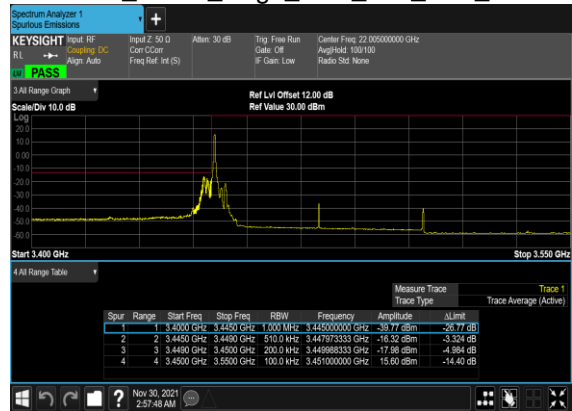 Spectrum Analyzer 1
Spurious Emissions
+
KEYSIGHT
Input: RF
Input Z: 50 Ω
Atten: 30 dB
Trig: Free Run
Center Freq: 22.005000000 GHz
RL
Coupling: DC
Corr CCorr
Gate: Off
Avg|Hold: 100/100
Align: Auto
Freq Ref: Int (S)
IF Gain: Low
Radio Std: None
PASS
3 All Range Graph
Ref Lvl Offset 12.00 dB
Scale/Div 10.0 dB
Ref Value 30.00 dBm
Log
20.0
10.0
0.00
-10.0
-20.0
-30.0
-40.0
-50.0
-60.0
Start 3.400 GHz
Stop 3.550 GHz
4 All Range Table
Measure Trace
Trace 1
Trace Type
Trace Average (Active)
Spur Range Start Freq Stop Freq RBW Frequency Amplitude ΔLimit
1 1 3.4000 GHz 3.4450 GHz 1.000 MHz 3.445000000 GHz -39.77 dBm -26.77 dB
2 2 3.4450 GHz 3.4490 GHz 510.0 kHz 3.447973333 GHz -16.32 dBm -3.324 dB
3 3 3.4490 GHz 3.4500 GHz 200.0 kHz 3.449988333 GHz -17.98 dBm -4.984 dB
4 4 3.4500 GHz 3.5500 GHz 100.0 kHz 3.451000000 GHz 15.60 dBm -14.40 dB
?
Nov 30, 2021
2:57:48 AM